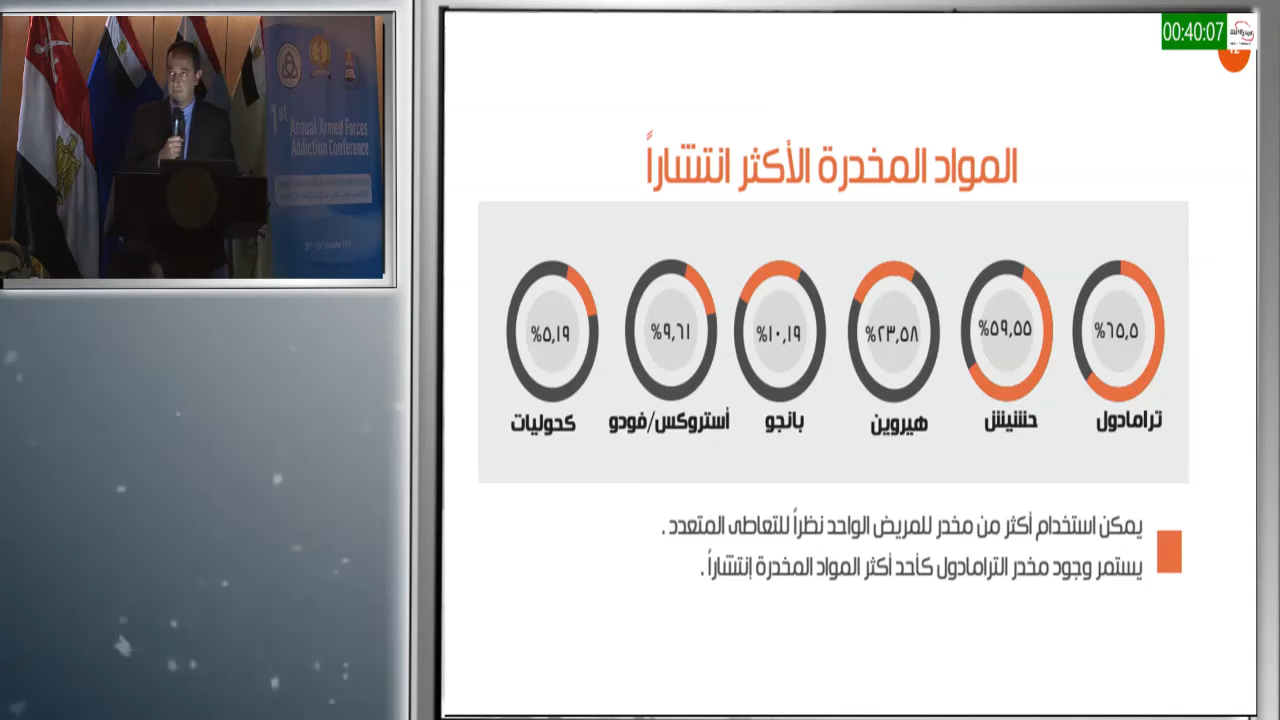 00:40:07
1st
Annual Armed Forces
Addiction Conference
المواد المخدرة الأكثر انتشاراً
%٦٥,٥
%٥٩,٥٥
%٢٣,٥٨
%١٠,١٩
%٩,٦١
%٥,١٩
ترامادول
حشيش
هيروين
بانجو
أستروكس/فودو
كحوليات
يمكن استخدام أكثر من مخدر للمريض الواحد نظراً للتعاطى المتعدد .
يستمر وجود مخدر الترامادول كأحد أكثر المواد المخدرة إنتشاراً .